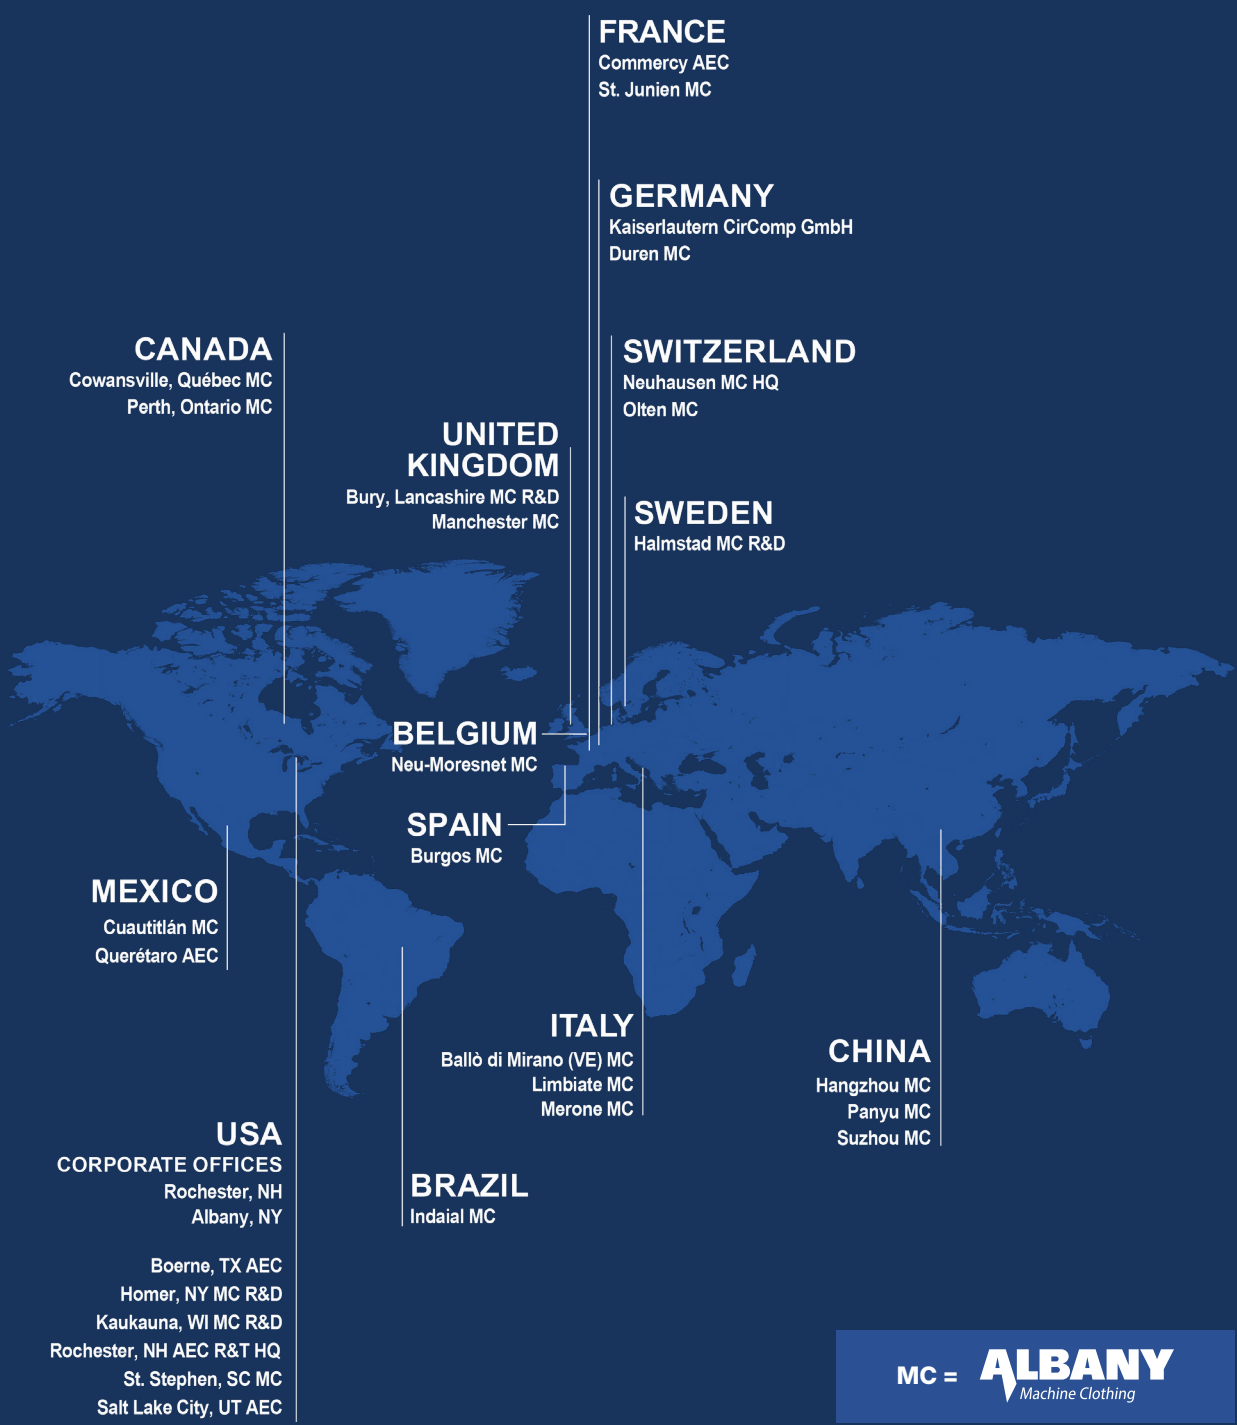 FRANCE
Commercy AEC
St. Junien MC
GERMANY
Kaiserlautern CirComp GmbH
Duren MC
CANADA
Cowansville, Québec MC
Perth, Ontario MC
SWITZERLAND
Neuhausen MC HQ
Olten MC
UNITED
KINGDOM
Bury, Lancashire MC R&D
Manchester MC
SWEDEN
Halmstad MC R&D
BELGIUM
Neu-Moresnet MC
SPAIN
Burgos MC
MEXICO
Cuautitlán MC
Querétaro AEC
ITALY
Ballò di Mirano (VE) MC
Limbiate MC
Merone MC
CHINA
Hangzhou MC
Panyu MC
Suzhou MC
USA
CORPORATE OFFICES
Rochester, NH
Albany, NY
Boerne, TX AEC
Homer, NY MC R&D
Kaukauna, WI MC R&D
Rochester, NH AEC R&T HQ
St. Stephen, SC MC
Salt Lake City, UT AEC
BRAZIL
Indaial MC
MC = ALBANY
Machine Clothing